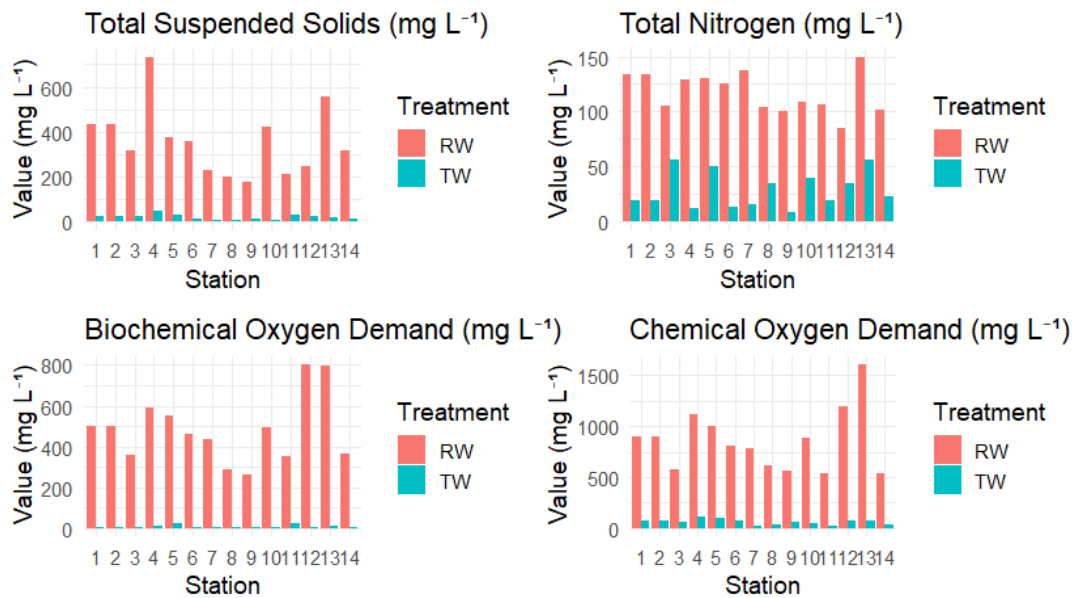 Total Suspended Solids (mg L⁻¹)
Value (mg L⁻¹)
600
400
200
0
1 2 3 4 5 6 7 8 9 10 11 12 13 14
Station
Treatment
RW
TW
Total Nitrogen (mg L⁻¹)
Value (mg L⁻¹)
150
100
50
0
1 2 3 4 5 6 7 8 9 10 11 12 13 14
Station
Treatment
RW
TW
Biochemical Oxygen Demand (mg L⁻¹)
Value (mg L⁻¹)
800
600
400
200
0
1 2 3 4 5 6 7 8 9 10 11 12 13 14
Station
Treatment
RW
TW
Chemical Oxygen Demand (mg L⁻¹)
Value (mg L⁻¹)
1500
1000
500
0
1 2 3 4 5 6 7 8 9 10 11 12 13 14
Station
Treatment
RW
TW